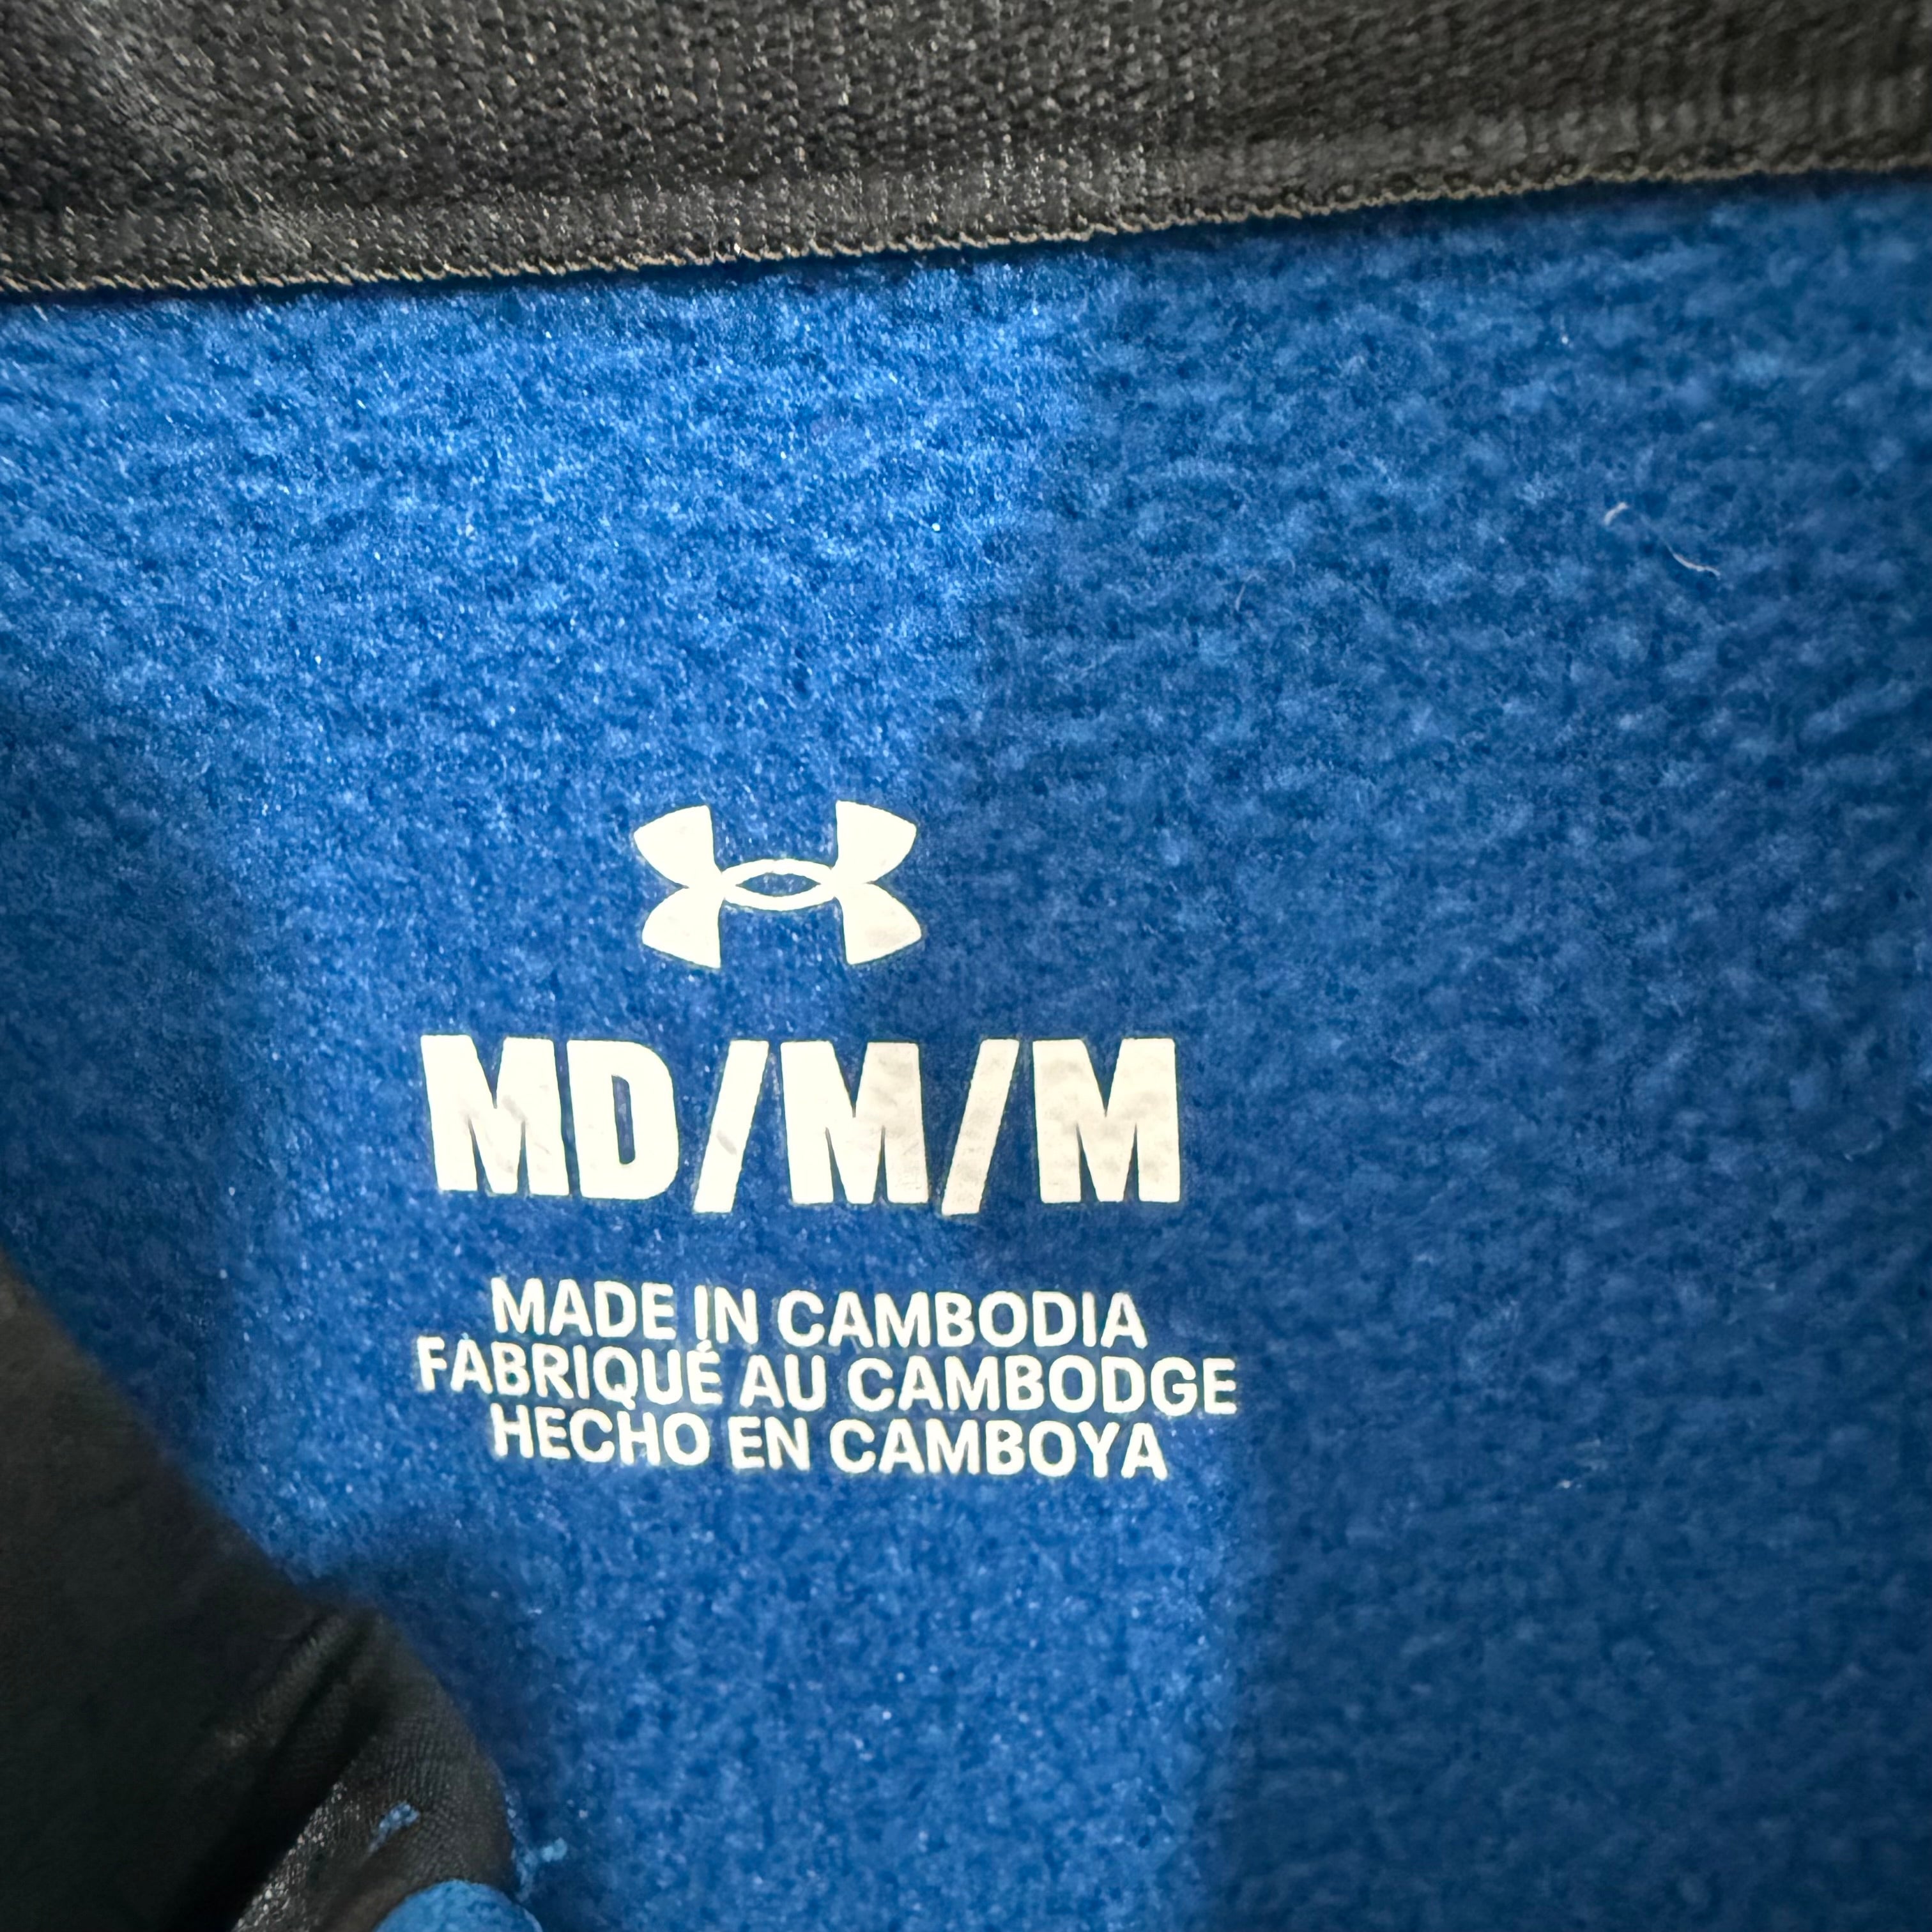 MD/M/M
MADE IN CAMBODIA
FABRIQUÉ AU CAMBODGE
HECHO EN CAMBOYA